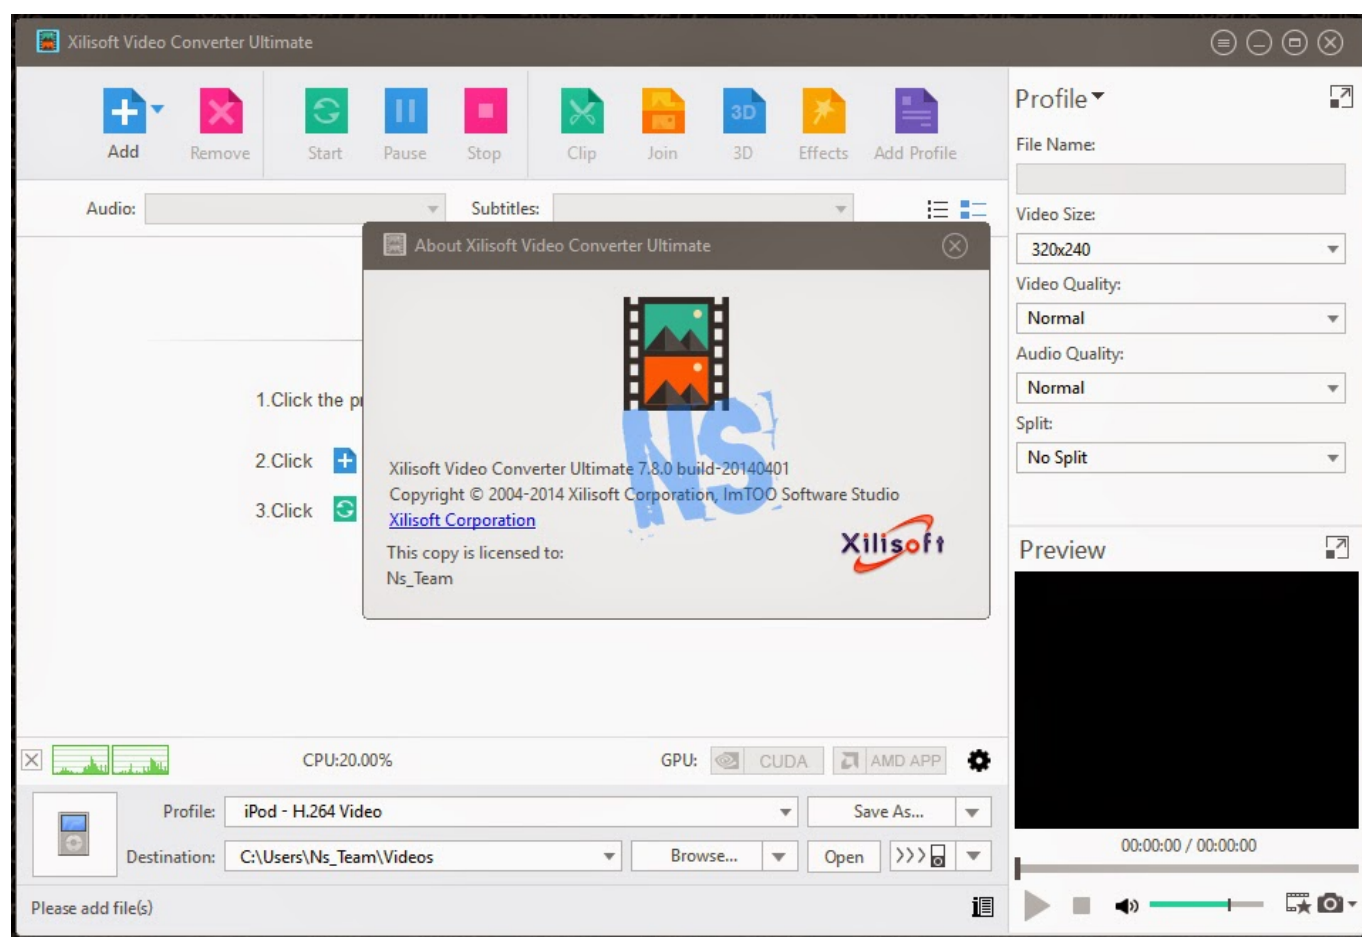 Xilisoft Video Converter Ultimate
Add
Remove
Start
Pause
Stop
Clip
Join
3D
3D
Effects
Add Profile
Audio:
Subtitles:
About Xilisoft Video Converter Ultimate
1.Click the
2.Click
3.Click
NS
Xilisoft Video Converter Ultimate 7.8.0 build-20140401
Copyright © 2004-2014 Xilisoft Corporation, ImTOO Software Studio
Xilisoft Corporation
This copy is licensed to:
Ns_Team
Xilisoft
CPU:20.00%
GPU:
CUDA
AMD APP
Profile:
iPod - H.264 Video
Save As...
Destination:
C:\Users\Ns_Team\Videos
Browse...
Open
>>>
Please add file(s)
Profile
File Name:
Video Size:
320x240
Video Quality:
Normal
Audio Quality:
Normal
Split:
No Split
Preview
00:00:00 / 00:00:00